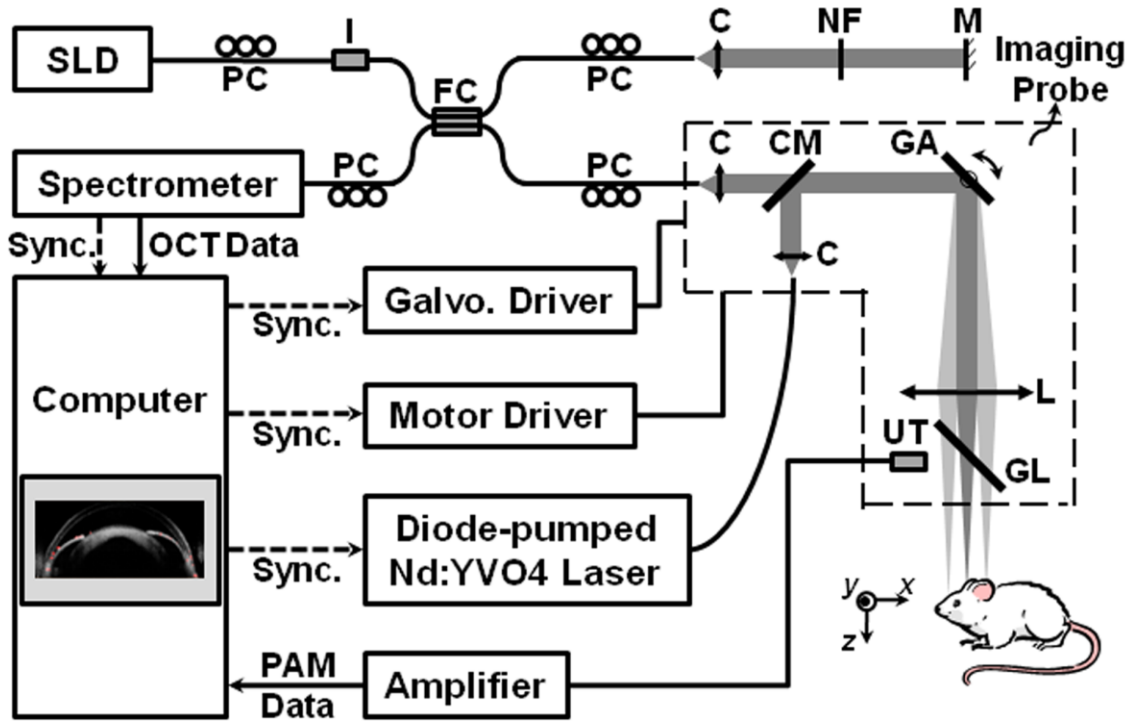 I
C
NF
M
SLD
PC
PC
Imaging
Probe
FC
Spectrometer
PC
PC
C
CM
GA
Sync.
OCT Data
C
Galvo. Driver
Sync.
Computer
Motor Driver
Sync.
L
UT
GL
Diode-pumped
Nd:YVO4 Laser
Sync.
y
x
z
PAM
Data
Amplifier